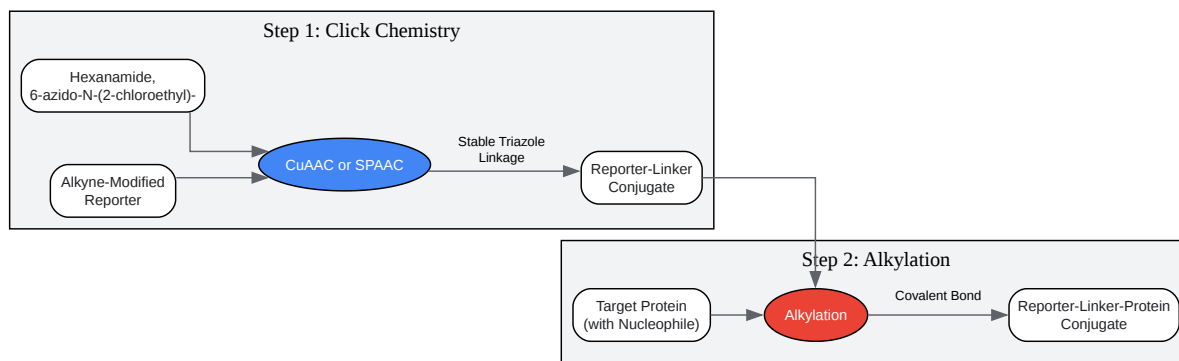 Step 1: Click Chemistry
Hexanamide,
6-azido-N-(2-chloroethyl)-
Alkyne-Modified
Reporter
CuAAC or SPAAC
Stable Triazole
Linkage
Reporter-Linker
Conjugate
Step 2: Alkylation
Target Protein
(with Nucleophile)
Alkylation
Covalent Bond
Reporter-Linker-Protein
Conjugate